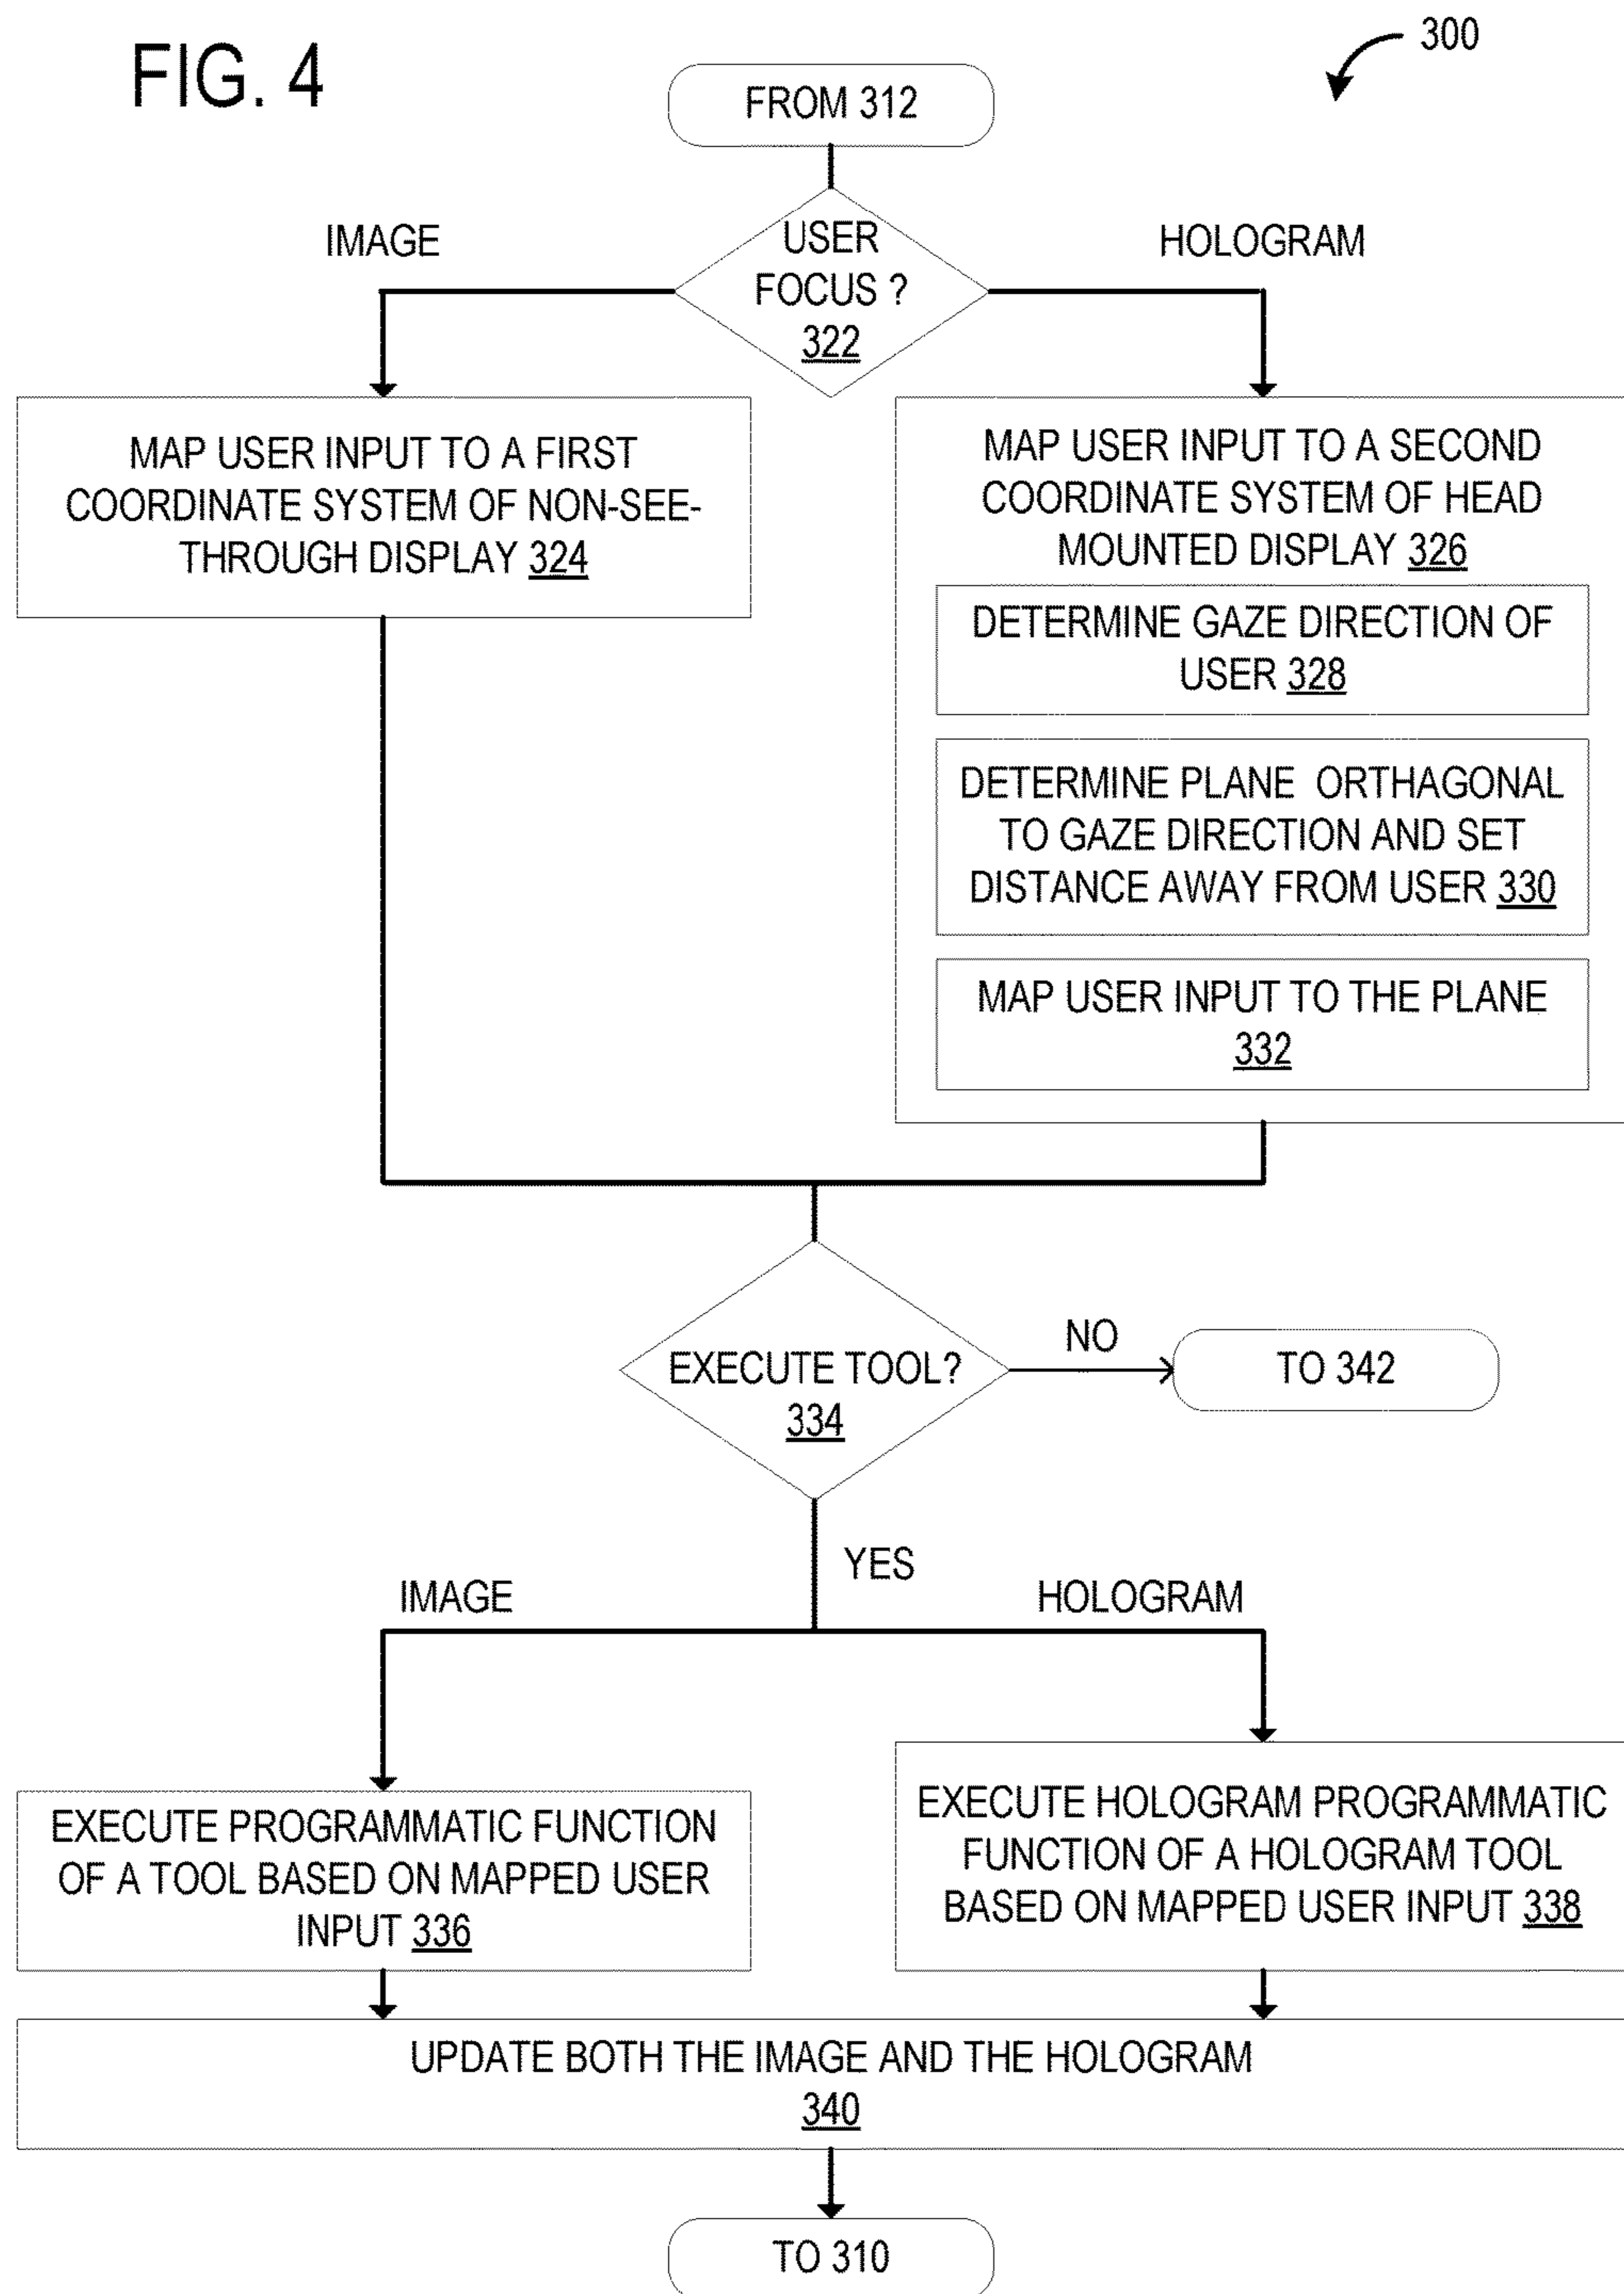 FIG. 4
300
FROM 312
USER
FOCUS ?
322
IMAGE
HOLOGRAM
MAP USER INPUT TO A FIRST
COORDINATE SYSTEM OF NON-SEE-
THROUGH DISPLAY 324
MAP USER INPUT TO A SECOND
COORDINATE SYSTEM OF HEAD
MOUNTED DISPLAY 326
DETERMINE GAZE DIRECTION OF
USER 328
DETERMINE PLANE ORTHAGONAL
TO GAZE DIRECTION AND SET
DISTANCE AWAY FROM USER 330
MAP USER INPUT TO THE PLANE
332
EXECUTE TOOL?
334
NO
TO 342
YES
IMAGE
HOLOGRAM
EXECUTE PROGRAMMATIC FUNCTION
OF A TOOL BASED ON MAPPED USER
INPUT 336
EXECUTE HOLOGRAM PROGRAMMATIC
FUNCTION OF A HOLOGRAM TOOL
BASED ON MAPPED USER INPUT 338
UPDATE BOTH THE IMAGE AND THE HOLOGRAM
340
TO 310